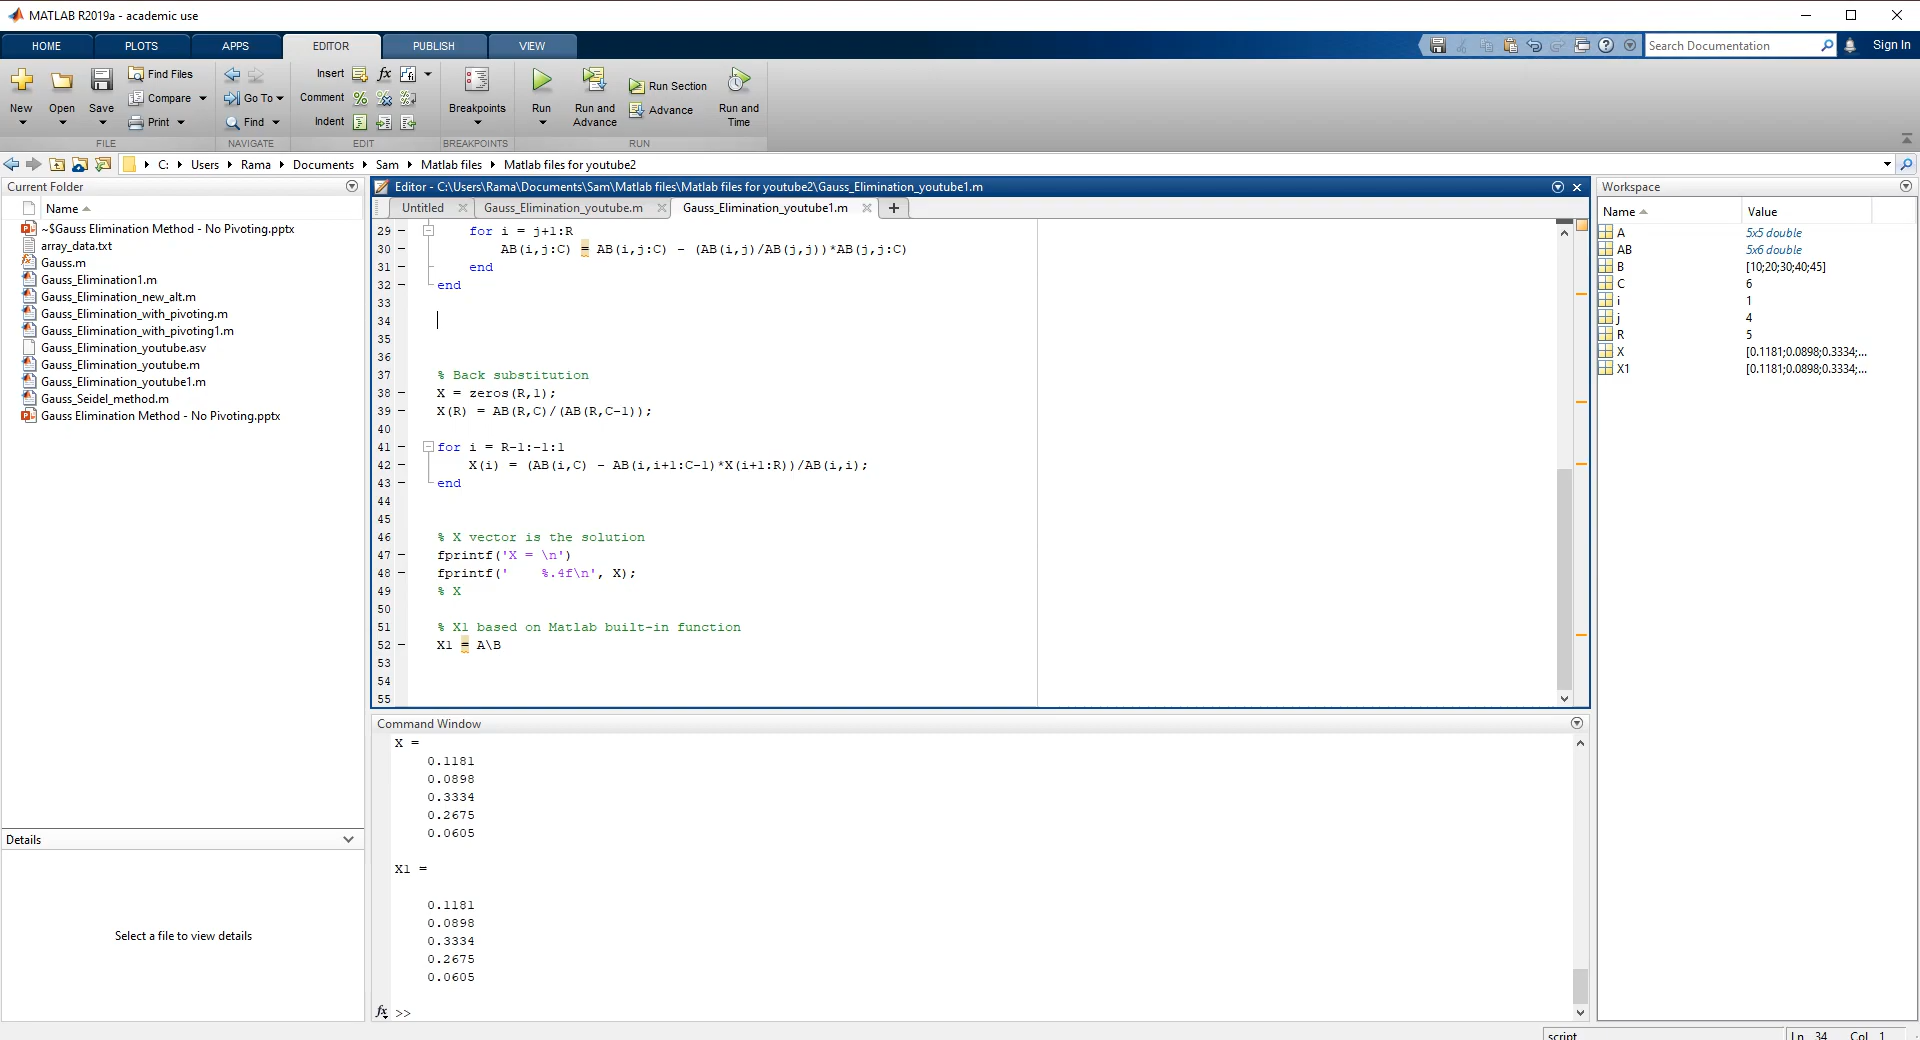 MATLAB R2019a - academic use
HOME PLOTS APPS EDITOR PUBLISH VIEW
Search Documentation
Sign In
New
Open
Save
Find Files
Compare
Print
FILE
Go To
Find
NAVIGATE
Insert
Comment
Indent
EDIT
Breakpoints
BREAKPOINTS
Run
Run and
Advance
Run Section
Advance
Run and
Time
RUN
C: Users Rama Documents Sam Matlab files Matlab files for youtube2
Current Folder
Name
~$Gauss Elimination Method - No Pivoting.pptx
array_data.txt
Gauss.m
Gauss_Elimination1.m
Gauss_Elimination_new_alt.m
Gauss_Elimination_with_pivoting.m
Gauss_Elimination_with_pivoting1.m
Gauss_Elimination_youtube.asv
Gauss_Elimination_youtube.m
Gauss_Elimination_youtube1.m
Gauss_Seidel_method.m
Gauss Elimination Method - No Pivoting.pptx
Details
Select a file to view details
Editor - C:\Users\Rama\Documents\Sam\Matlab files\Matlab files for youtube2\Gauss_Elimination_youtube1.m
Untitled Gauss_Elimination_youtube.m Gauss_Elimination_youtube1.m
29 - for i = j+1:R
30 - AB(i,j:C) = AB(i,j:C) - (AB(i,j)/AB(j,j))*AB(j,j:C)
31 - end
32 - end
33
34
35
36
37 % Back substitution
38 - X = zeros(R,1);
39 - X(R) = AB(R,C)/(AB(R,C-1));
40
41 - for i = R-1:-1:1
42 - X(i) = (AB(i,C) - AB(i,i+1:C-1)*X(i+1:R))/AB(i,i);
43 - end
44
45
46 % X vector is the solution
47 - fprintf('X = \n')
48 - fprintf('    %.4f\n', X);
49 % X
50
51 % X1 based on Matlab built-in function
52 - X1 = A\B
53
54
55
Command Window
X =
0.1181
0.0898
0.3334
0.2675
0.0605
X1 =
0.1181
0.0898
0.3334
0.2675
0.0605
fx >>
Workspace
Name Value
A 5x5 double
AB 5x6 double
B [10;20;30;40;45]
C 6
i 1
j 4
R 5
X [0.1181;0.0898;0.3334;...
X1 [0.1181;0.0898;0.3334;...
script Ln 34 Col 1